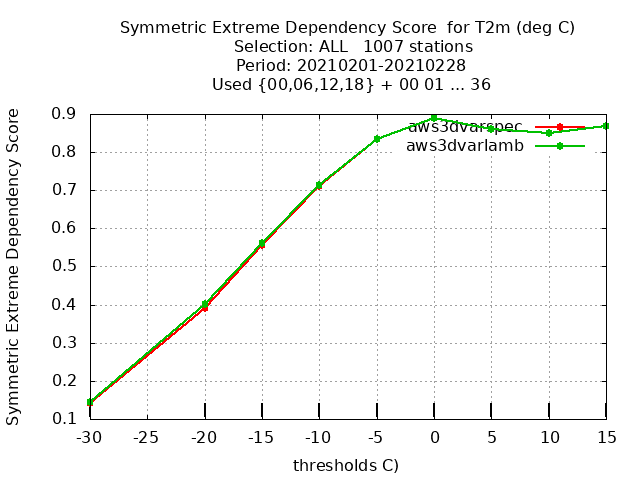 Symmetric Extreme Dependency Score  for T2m (deg C)
Selection: ALL   1007 stations
Period: 20210201-20210228
Used {00,06,12,18} + 00 01 ... 36
Symmetric Extreme Dependency Score
0.9
0.8
0.7
0.6
0.5
0.4
0.3
0.2
0.1
aws3dvarspec
aws3dvarlamb
-30 -25 -20 -15 -10 -5 0 5 10 15
thresholds C)